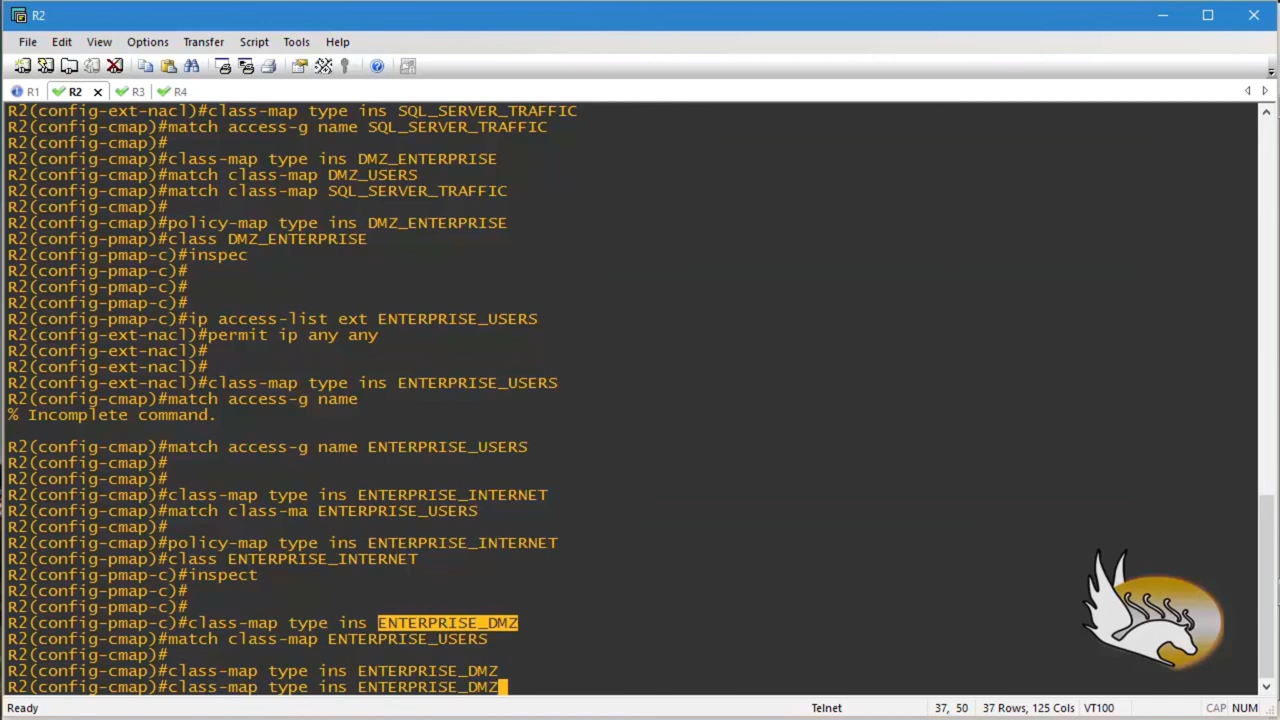 R2
File Edit View Options Transfer Script Tools Help
R1 R2 R3 R4
R2(config-ext-nacl)#class-map type ins SQL_SERVER_TRAFFIC
R2(config-cmap)#match access-g name SQL_SERVER_TRAFFIC
R2(config-cmap)#
R2(config-cmap)#class-map type ins DMZ_ENTERPRISE
R2(config-cmap)#match class-map DMZ_USERS
R2(config-cmap)#match class-map SQL_SERVER_TRAFFIC
R2(config-cmap)#
R2(config-cmap)#policy-map type ins DMZ_ENTERPRISE
R2(config-pmap)#class DMZ_ENTERPRISE
R2(config-pmap-c)#inspec
R2(config-pmap-c)#
R2(config-pmap-c)#
R2(config-pmap-c)#
R2(config-pmap-c)#ip access-list ext ENTERPRISE_USERS
R2(config-ext-nacl)#permit ip any any
R2(config-ext-nacl)#
R2(config-ext-nacl)#
R2(config-ext-nacl)#class-map type ins ENTERPRISE_USERS
R2(config-cmap)#match access-g name
% Incomplete command.
R2(config-cmap)#match access-g name ENTERPRISE_USERS
R2(config-cmap)#
R2(config-cmap)#
R2(config-cmap)#class-map type ins ENTERPRISE_INTERNET
R2(config-cmap)#match class-ma ENTERPRISE_USERS
R2(config-cmap)#
R2(config-cmap)#policy-map type ins ENTERPRISE_INTERNET
R2(config-pmap)#class ENTERPRISE_INTERNET
R2(config-pmap-c)#inspect
R2(config-pmap-c)#
R2(config-pmap-c)#
R2(config-pmap-c)#class-map type ins ENTERPRISE_DMZ
R2(config-cmap)#match class-map ENTERPRISE_USERS
R2(config-cmap)#
R2(config-cmap)#class-map type ins ENTERPRISE_DMZ
R2(config-cmap)#class-map type ins ENTERPRISE_DMZ
Ready Telnet 37, 50 37 Rows, 125 Cols VT100 CAP NUM